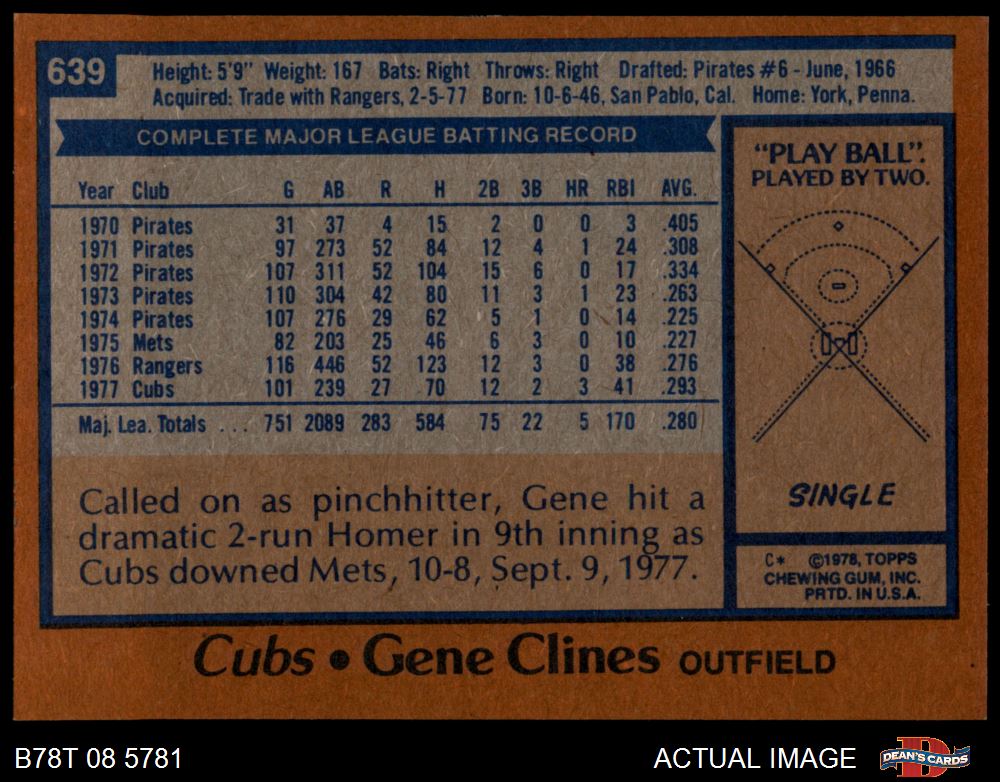 639
Height: 5'9" Weight: 167 Bats: Right Throws: Right Drafted: Pirates #6 - June, 1966
Acquired: Trade with Rangers, 2-5-77 Born: 10-6-46, San Pablo, Cal. Home: York, Penna.
COMPLETE MAJOR LEAGUE BATTING RECORD
Year Club G AB R H 2B 3B HR RBI AVG.
1970 Pirates 31 37 4 15 2 0 0 3 .405
1971 Pirates 97 273 52 84 12 4 1 24 .308
1972 Pirates 107 311 52 104 15 6 0 17 .334
1973 Pirates 110 304 42 80 11 3 1 23 .263
1974 Pirates 107 276 29 62 5 1 0 14 .225
1975 Mets 82 203 25 46 6 3 0 10 .227
1976 Rangers 116 446 52 123 12 3 0 38 .276
1977 Cubs 101 239 27 70 12 2 3 41 .293
Maj. Lea. Totals ... 751 2089 283 584 75 22 5 170 .280
Called on as pinchhitter, Gene hit a
dramatic 2-run Homer in 9th inning as
Cubs downed Mets, 10-8, Sept. 9, 1977.
"PLAY BALL".
PLAYED BY TWO.
SINGLE
C* ©1978, TOPPS
CHEWING GUM, INC.
PRTD. IN U.S.A.
Cubs • Gene Clines OUTFIELD
B78T 08 5781
ACTUAL IMAGE
DEAN'S CARDS